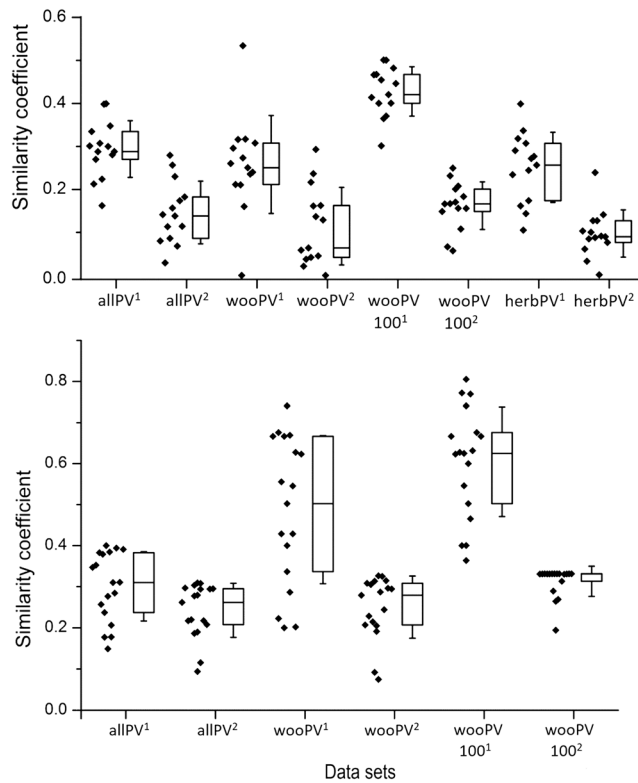 0.6
0.4
0.2
0.0
Similarity coefficient
allPV¹ allPV² wooPV¹ wooPV² wooPV 100¹ wooPV 100² herbPV¹ herbPV²
0.8
0.6
0.4
0.2
0.0
Similarity coefficient
allPV¹ allPV² wooPV¹ wooPV² wooPV 100¹ wooPV 100²
Data sets